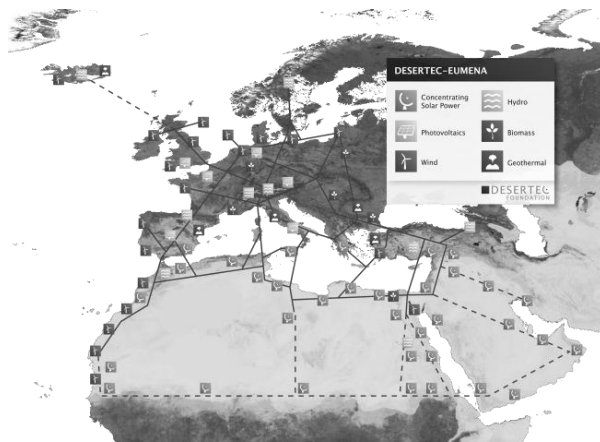 DESERTEC-EUMENA
Concentrating
Solar Power
Hydro
Photovoltaics
Biomass
Wind
Geothermal
DESERTEC
FOUNDATION